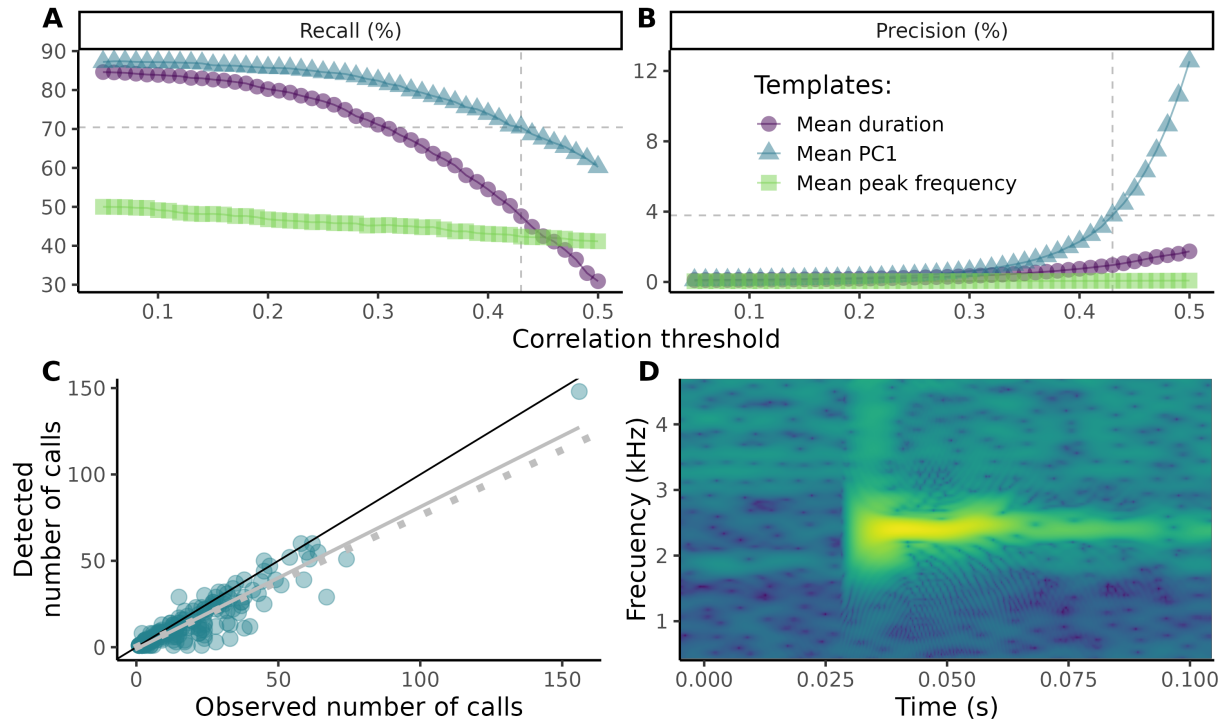 A
Recall (%)
90
80
70
60
50
40
30
0.1
0.2
0.3
0.4
0.5
B
Precision (%)
12
8
4
0
Templates:
Mean duration
Mean PC1
Mean peak frequency
0.1
0.2
0.3
0.4
0.5
Correlation threshold
C
Detected
number of calls
150
100
50
0
0
50
100
150
Observed number of calls
D
Frecuency (kHz)
4
3
2
1
0.000
0.025
0.050
0.075
0.100
Time (s)